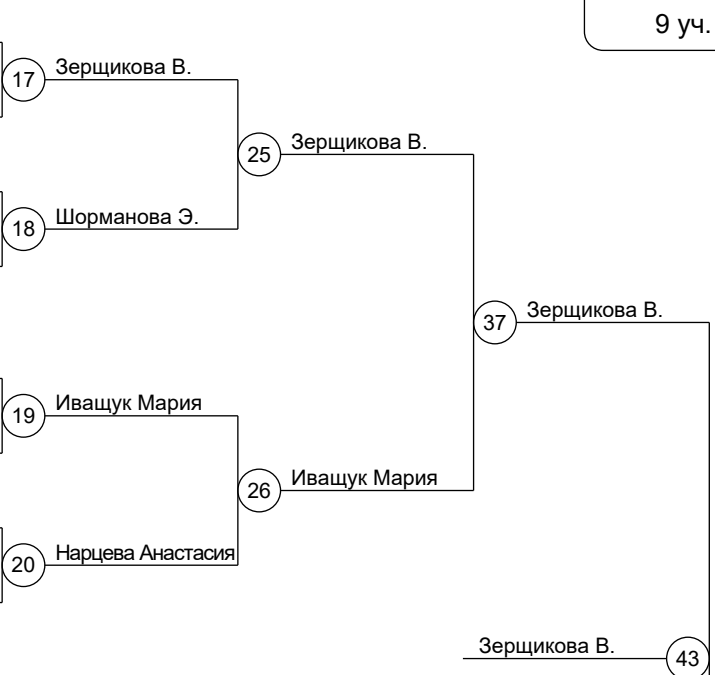 9 уч.
17 Зерщикова В.
25 Зерщикова В.
18 Шорманова Э.
37 Зерщикова В.
19 Иващук Мария
26 Иващук Мария
20 Нарцева Анастасия
Зерщикова В. 43